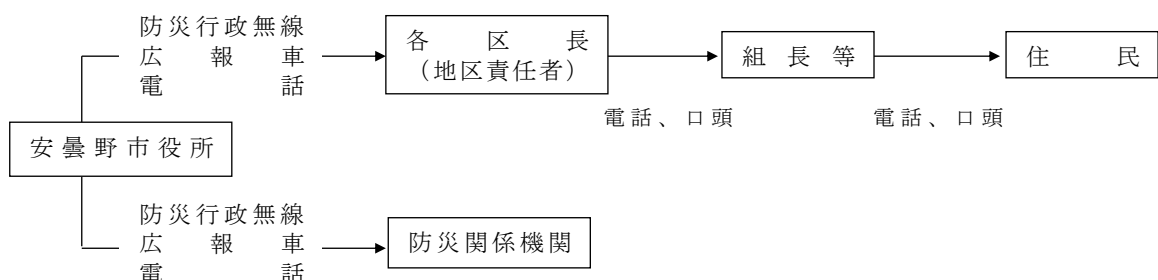 防災行政無線
広報車
電話
各区長
（地区責任者）
組長等
住民
電話、口頭
電話、口頭
安曇野市役所
防災行政無線
広報車
電話
防災関係機関